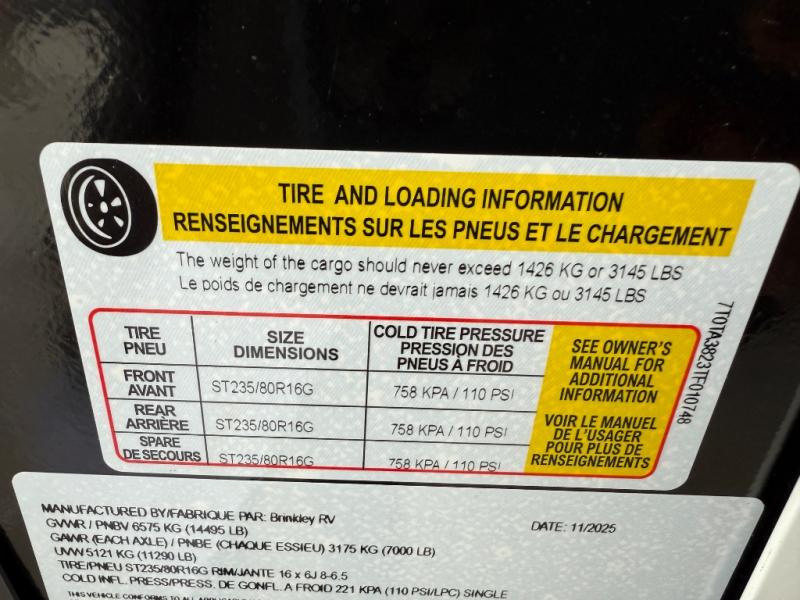 TIRE AND LOADING INFORMATION
RENSEIGNEMENTS SUR LES PNEUS ET LE CHARGEMENT
The weight of the cargo should never exceed 1426 KG or 3145 LBS
Le poids de chargement ne devrait jamais 1426 KG ou 3145 LBS
TIRE
PNEU
SIZE
DIMENSIONS
COLD TIRE PRESSURE
PRESSION DES
PNEUS À FROID
FRONT
AVANT
ST235/80R16G
758 KPA / 110 PSI
REAR
ARRIÈRE
ST235/80R16G
758 KPA / 110 PSI
SPARE
DE SECOURS
ST235/80R16G
758 KPA / 110 PSI
SEE OWNER'S
MANUAL FOR
ADDITIONAL
INFORMATION
VOIR LE MANUEL
DE L'USAGER
POUR PLUS DE
RENSEIGNEMENTS
7T0TA3823TF010748
MANUFACTURED BY/FABRIQUE PAR: Brinkley RV
DATE: 11/2025
GVWR / PNBV 6575 KG (14495 LB)
GAWR (EACH AXLE) / PNBE (CHAQUE ESSIEU) 3175 KG (7000 LB)
UVW 5121 KG (11290 LB)
TIRE/PNEU ST235/80R16G RIM/JANTE 16 x 6J 8-6.5
COLD INFL. PRESS/PRESS. DE GONFL. A FROID 221 KPA (110 PSI/LPC) SINGLE
THIS VEHICLE CONFORMS TO ALL